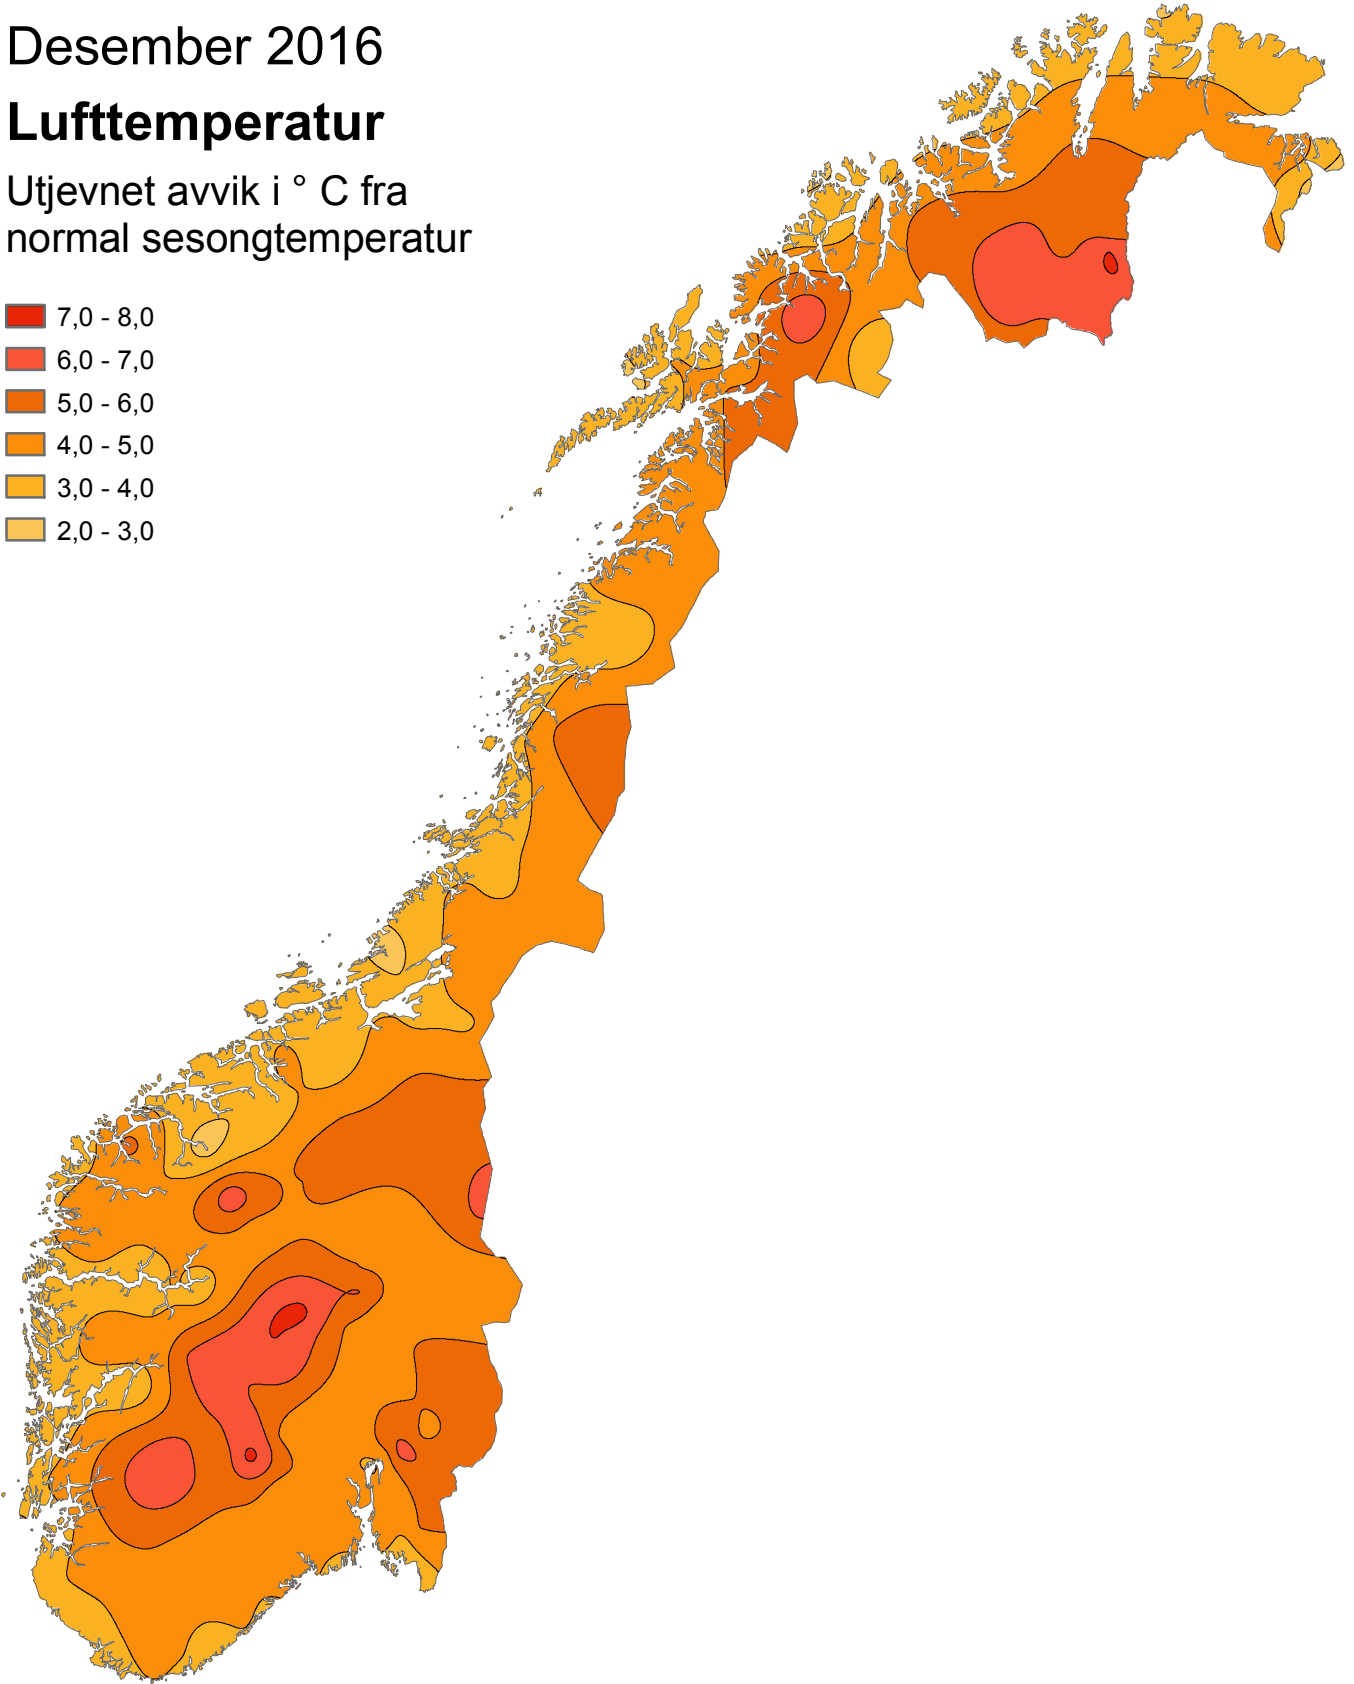 Desember 2016
Lufttemperatur
Utjevnet avvik i ° C fra
normal sesongtemperatur
7,0 - 8,0
6,0 - 7,0
5,0 - 6,0
4,0 - 5,0
3,0 - 4,0
2,0 - 3,0